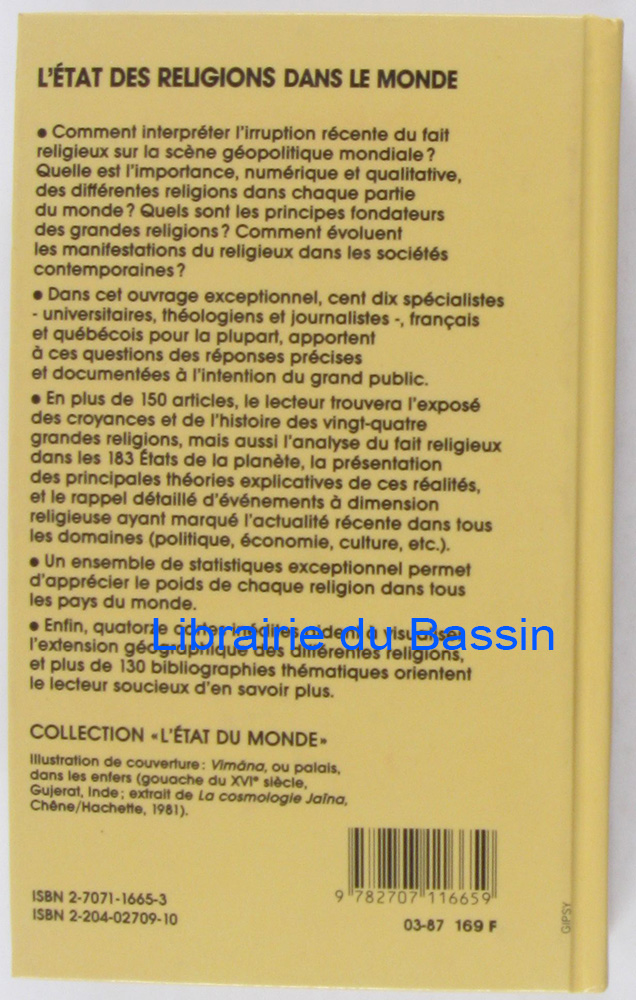 L'ÉTAT DES RELIGIONS DANS LE MONDE
• Comment interpréter l'irruption récente du fait
religieux sur la scène géopolitique mondiale ?
Quelle est l'importance, numérique et qualitative,
des différentes religions dans chaque partie
du monde ? Quels sont les principes fondateurs
des grandes religions ? Comment évoluent
les manifestations du religieux dans les sociétés
contemporaines ?
• Dans cet ouvrage exceptionnel, cent dix spécialistes
- universitaires, théologiens et journalistes -, français
et québécois pour la plupart, apportent
à ces questions des réponses précises
et documentées à l'intention du grand public.
• En plus de 150 articles, le lecteur trouvera l'exposé
des croyances et de l'histoire des vingt-quatre
grandes religions, mais aussi l'analyse du fait religieux
dans les 183 États de la planète, la présentation
des principales théories explicatives de ces réalités,
et le rappel détaillé d'événements à dimension
religieuse ayant marqué l'actualité récente dans tous
les domaines (politique, économie, culture, etc.).
• Un ensemble de statistiques exceptionnel permet
d'apprécier le poids de chaque religion dans tous
les pays du monde.
• Enfin, quatorze cartes inédites aident à visualiser
Librairie du Bassin
l'extension géographique des différentes religions,
et plus de 130 bibliographies thématiques orientent
le lecteur soucieux d'en savoir plus.
COLLECTION «L'ÉTAT DU MONDE»
Illustration de couverture : Vimâna, ou palais,
dans les enfers (gouache du XVIe siècle,
Gujerat, Inde ; extrait de La cosmologie Jaïna,
Chêne/Hachette, 1981).
ISBN 2-7071-1665-3
ISBN 2-204-02709-10
9 782707 116659
03-87 169 F
GIPSY